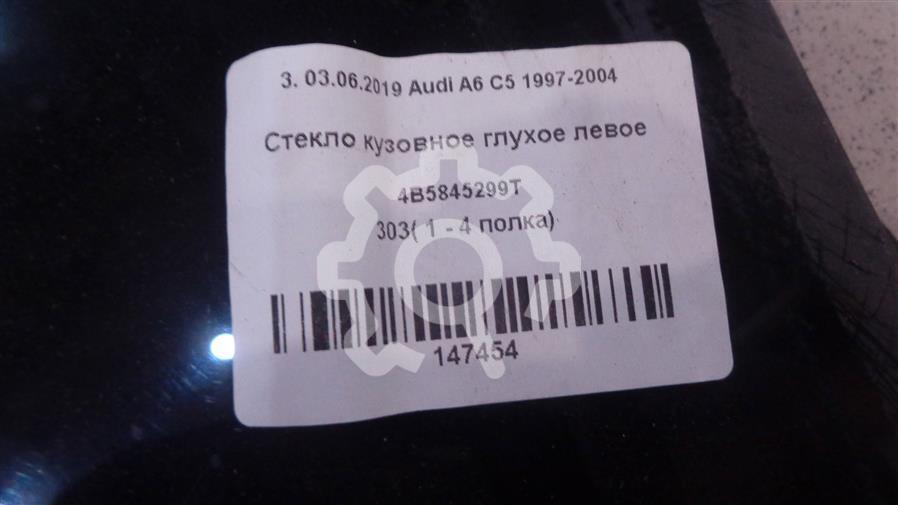 3. 03.06.2019 Audi A6 C5 1997-2004
Стекло кузовное глухое левое
4B5845299T
303( 1 - 4 полка)
147454